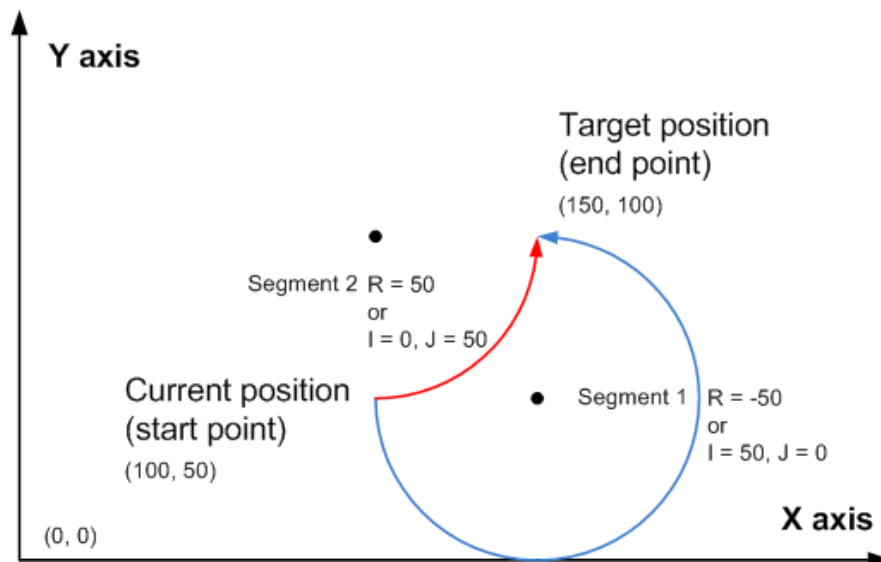 Y axis
Target position
(end point)
(150, 100)
Segment 2 R = 50
or
I = 0, J = 50
Current position
(start point)
(100, 50)
Segment 1 R = -50
or
I = 50, J = 0
(0, 0)
X axis